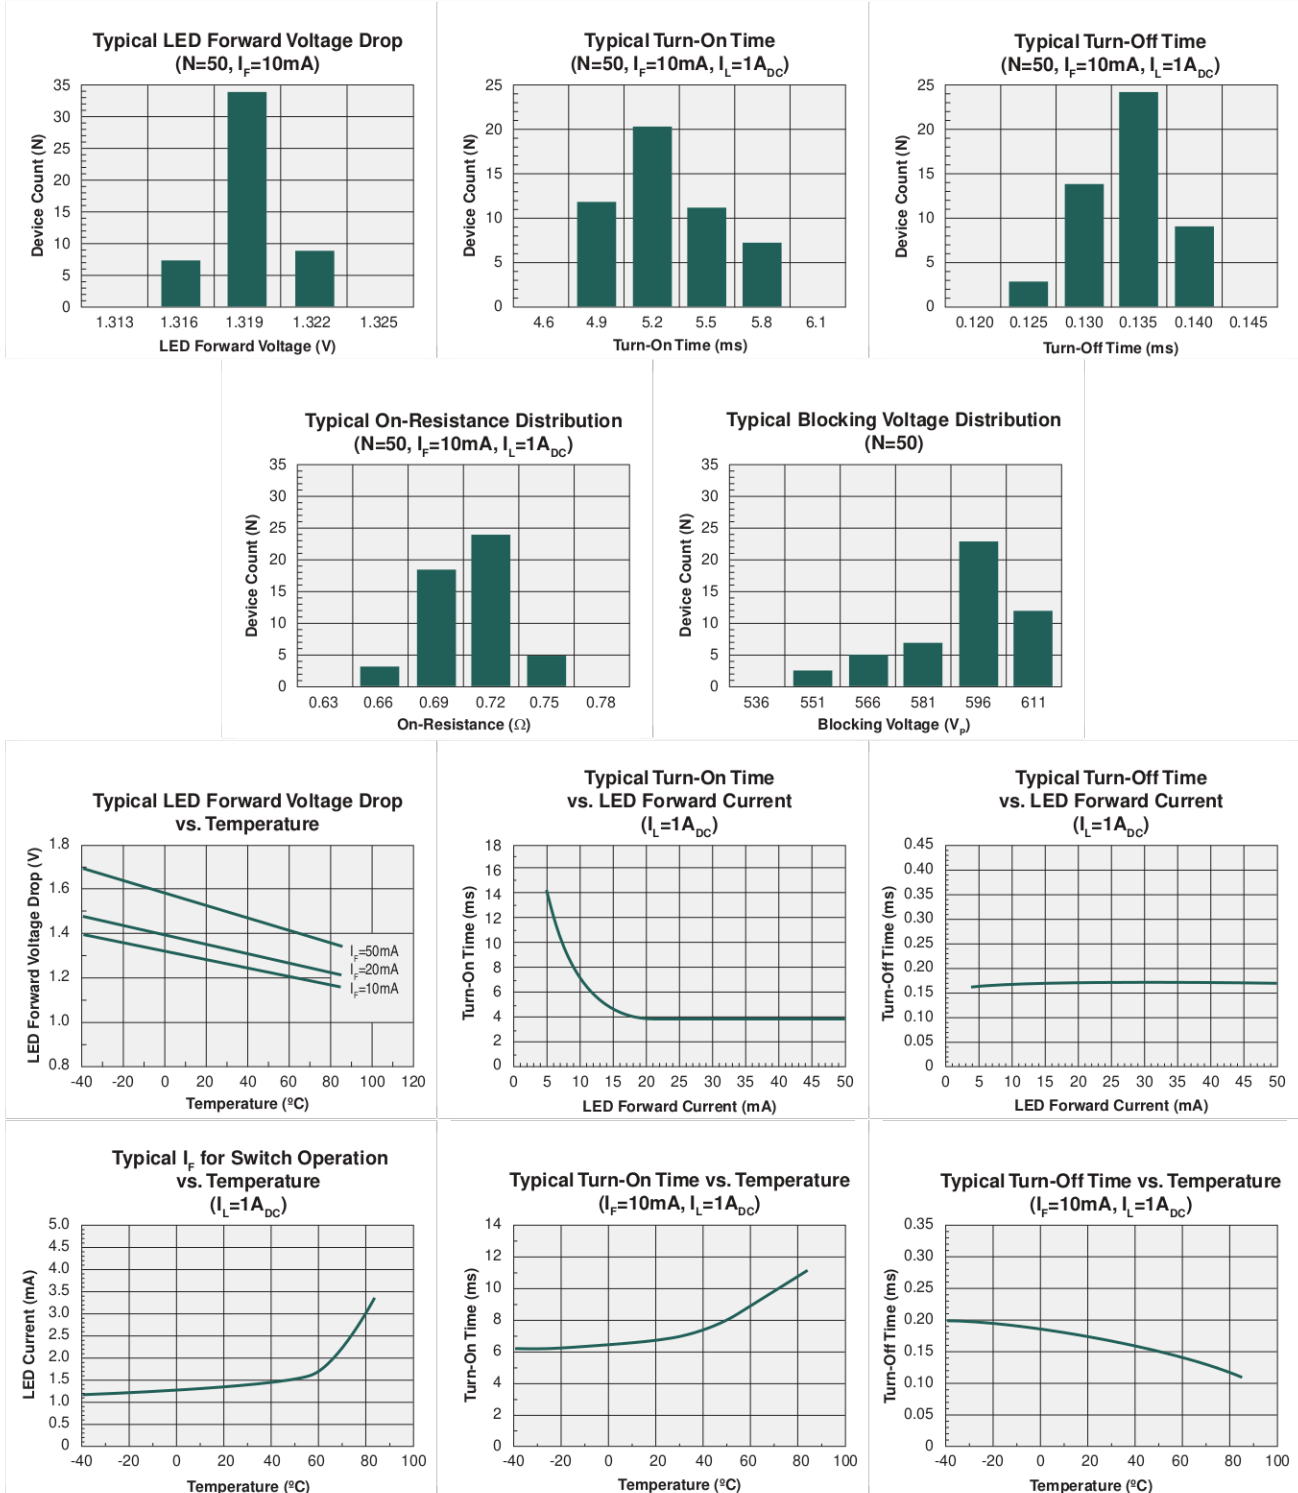 Typical LED Forward Voltage Drop
(N=50, IF=10mA)
35
30
25
20
15
10
5
0
Device Count (N)
1.313 1.316 1.319 1.322 1.325
LED Forward Voltage (V)
Typical Turn-On Time
(N=50, IF=10mA, IL=1ADC)
25
20
15
10
5
0
Device Count (N)
4.6 4.9 5.2 5.5 5.8 6.1
Turn-On Time (ms)
Typical Turn-Off Time
(N=50, IF=10mA, IL=1ADC)
25
20
15
10
5
0
Device Count (N)
0.120 0.125 0.130 0.135 0.140 0.145
Turn-Off Time (ms)
Typical On-Resistance Distribution
(N=50, IF=10mA, IL=1ADC)
35
30
25
20
15
10
5
0
Device Count (N)
0.63 0.66 0.69 0.72 0.75 0.78
On-Resistance (Ω)
Typical Blocking Voltage Distribution
(N=50)
35
30
25
20
15
10
5
0
Device Count (N)
536 551 566 581 596 611
Blocking Voltage (VP)
Typical LED Forward Voltage Drop
vs. Temperature
1.8
1.6
1.4
1.2
1.0
0.8
LED Forward Voltage Drop (V)
IF=50mA
IF=20mA
IF=10mA
-40 -20 0 20 40 60 80 100 120
Temperature (ºC)
Typical Turn-On Time
vs. LED Forward Current
(IL=1ADC)
18
16
14
12
10
8
6
4
2
0
Turn-On Time (ms)
0 5 10 15 20 25 30 35 40 45 50
LED Forward Current (mA)
Typical Turn-Off Time
vs. LED Forward Current
(IL=1ADC)
0.45
0.40
0.35
0.30
0.25
0.20
0.15
0.10
0.05
0
Turn-Off Time (ms)
0 5 10 15 20 25 30 35 40 45 50
LED Forward Current (mA)
Typical IF for Switch Operation
vs. Temperature
(IL=1ADC)
5.0
4.5
4.0
3.5
3.0
2.5
2.0
1.5
1.0
0.5
0
LED Current (mA)
-40 -20 0 20 40 60 80 100
Temperature (ºC)
Typical Turn-On Time vs. Temperature
(IF=10mA, IL=1ADC)
14
12
10
8
6
4
2
0
Turn-On Time (ms)
-40 -20 0 20 40 60 80 100
Temperature (ºC)
Typical Turn-Off Time vs. Temperature
(IF=10mA, IL=1ADC)
0.35
0.30
0.25
0.20
0.15
0.10
0.05
0
Turn-Off Time (ms)
-40 -20 0 20 40 60 80 100
Temperature (ºC)